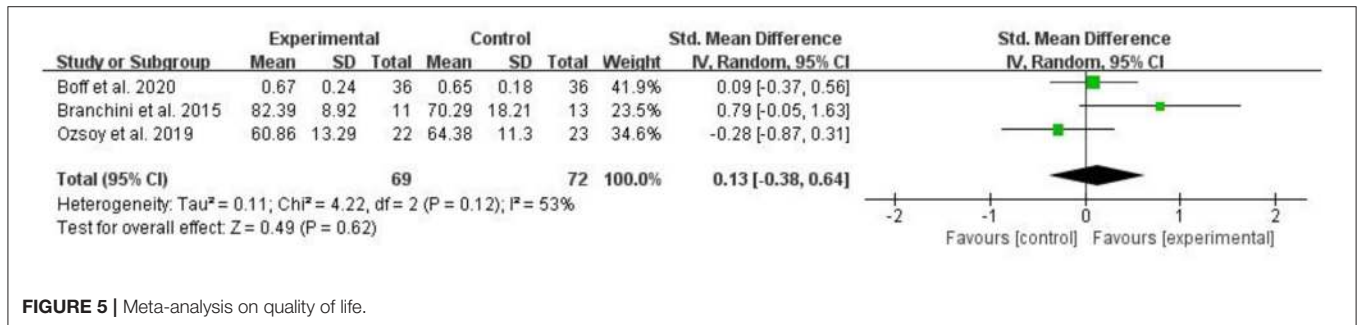 Experimental Control Std. Mean Difference Std. Mean Difference
Study or Subgroup Mean SD Total Mean SD Total Weight IV, Random, 95% CI IV, Random, 95% CI
Boff et al. 2020 0.67 0.24 36 0.65 0.18 36 41.9% 0.09 [-0.37, 0.56]
Branchini et al. 2015 82.39 8.92 11 70.29 18.21 13 23.5% 0.79 [-0.05, 1.63]
Ozsoy et al. 2019 60.86 13.29 22 64.38 11.3 23 34.6% -0.28 [-0.87, 0.31]
Total (95% CI) 69 72 100.0% 0.13 [-0.38, 0.64]
Heterogeneity: Tau² = 0.11; Chi² = 4.22, df = 2 (P = 0.12); I² = 53%
Test for overall effect: Z = 0.49 (P = 0.62)
-2 -1 0 1 2
Favours [control] Favours [experimental]
FIGURE 5 | Meta-analysis on quality of life.